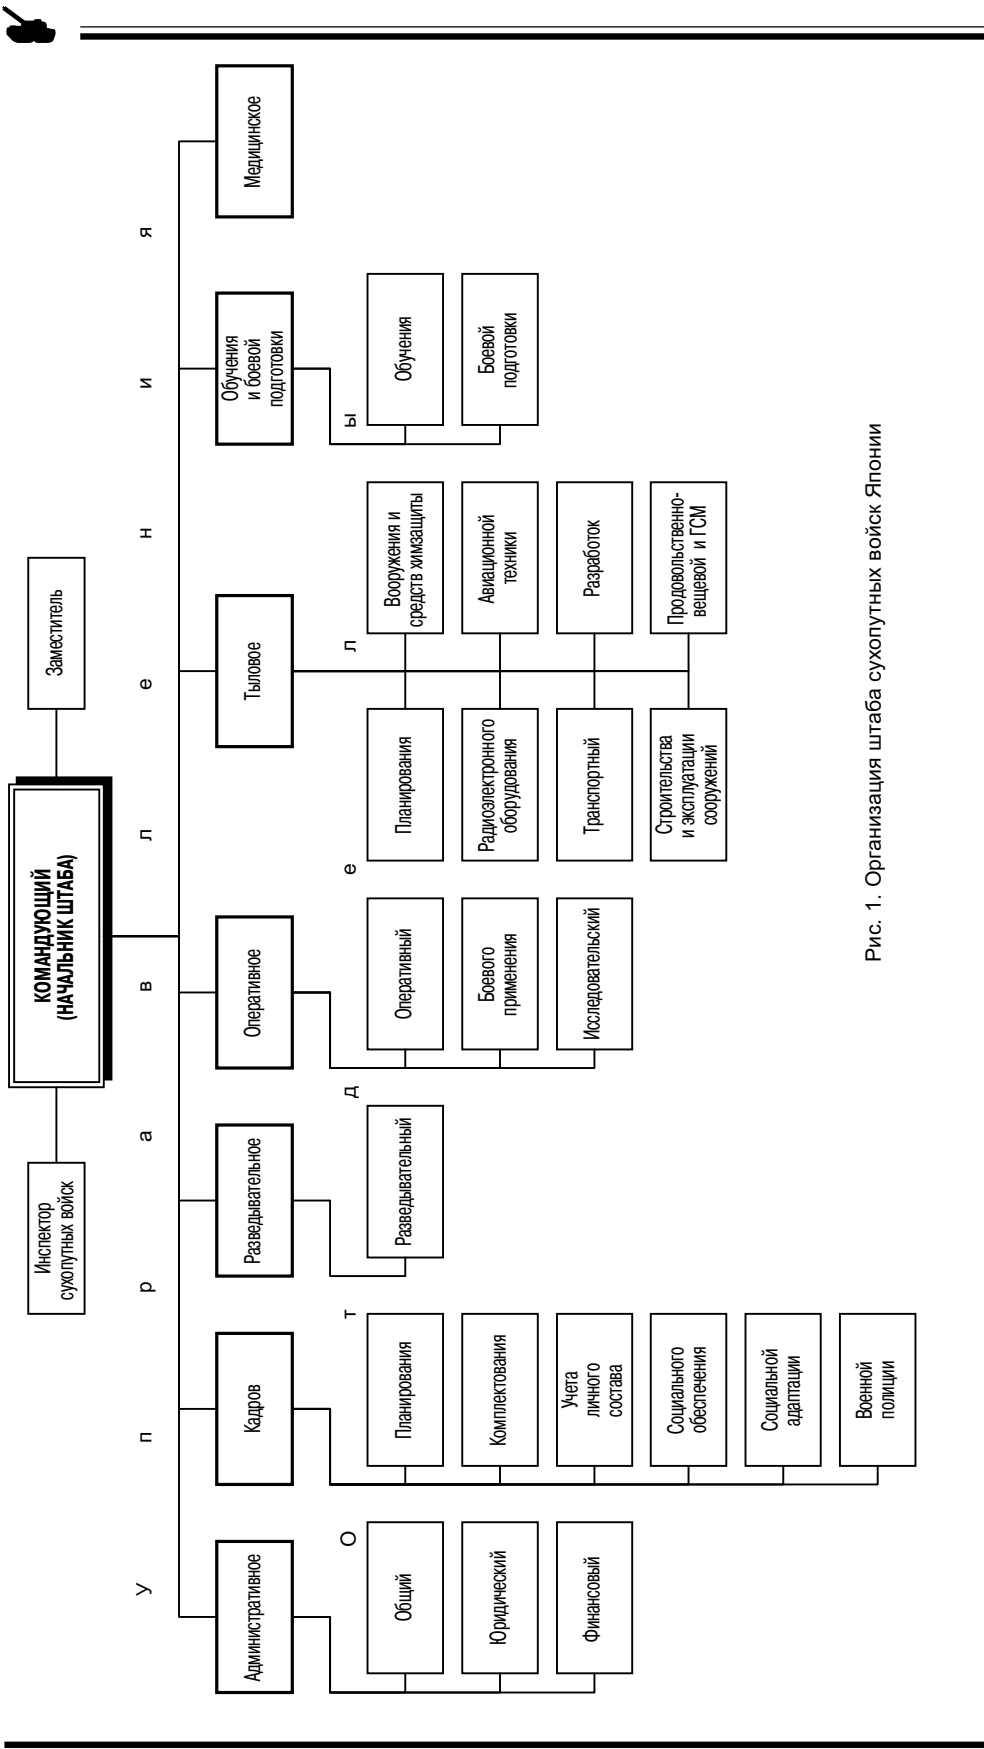 КОМАНДУЮЩИЙ
(НАЧАЛЬНИК ШТАБА)
Инспектор
сухопутных войск
Заместитель
Управления
Административное
Кадров
Разведывательное
Оперативное
Тыловое
Обучения
и боевой
подготовки
Медицинское
Отделы
Общий
Юридический
Финансовый
Планирования
Комплектования
Учета
личного
состава
Социального
обеспечения
Социальной
адаптации
Военной
полиции
Разведывательный
Оперативный
Боевого
применения
Исследовательский
Планирования
Радиоэлектронного
оборудования
Транспортный
Строительства
и эксплуатации
сооружений
Вооружения и
средств химзащиты
Авиационной
техники
Разработок
Продовольственно-
вещевой и ГСМ
Обучения
Боевой
подготовки
Рис. 1. Организация штаба сухопутных войск Японии